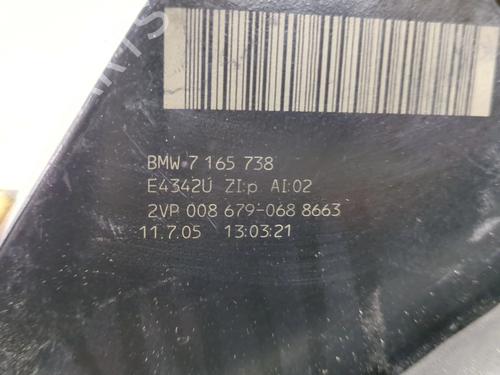 BMW 7 165 738
E4342U ZI:p AI:02
2VP 008 679-068 8663
11.7.05 13:03:21